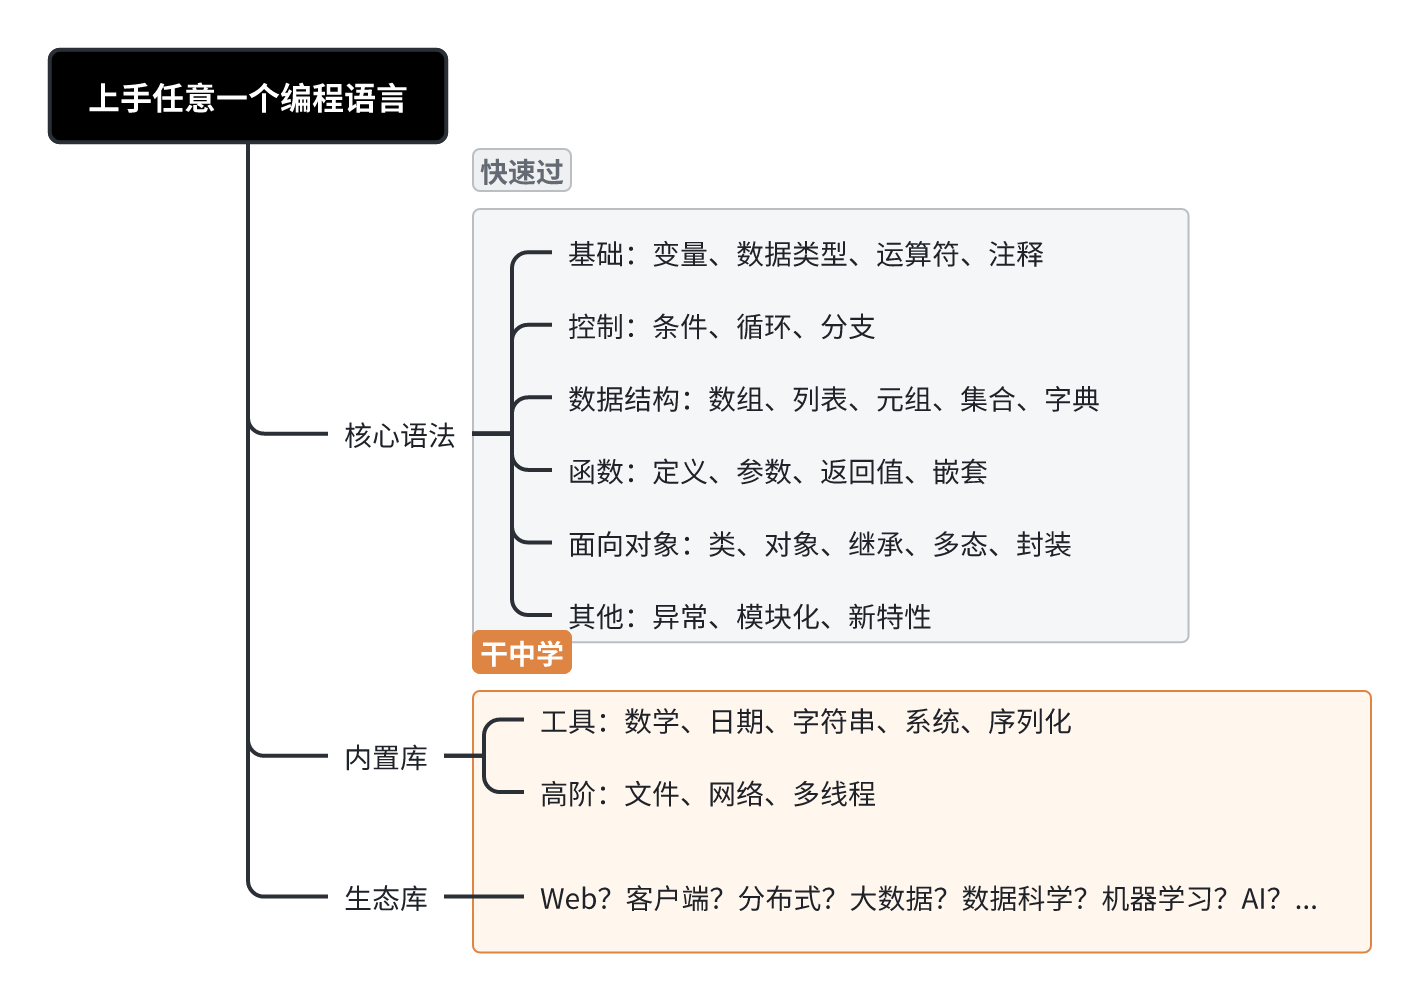 上手任意一个编程语言
快速过
基础：变量、数据类型、运算符、注释
控制：条件、循环、分支
数据结构：数组、列表、元组、集合、字典
核心语法
函数：定义、参数、返回值、嵌套
面向对象：类、对象、继承、多态、封装
其他：异常、模块化、新特性
干中学
工具：数学、日期、字符串、系统、序列化
内置库
高阶：文件、网络、多线程
生态库
Web？客户端？分布式？大数据？数据科学？机器学习？AI？...